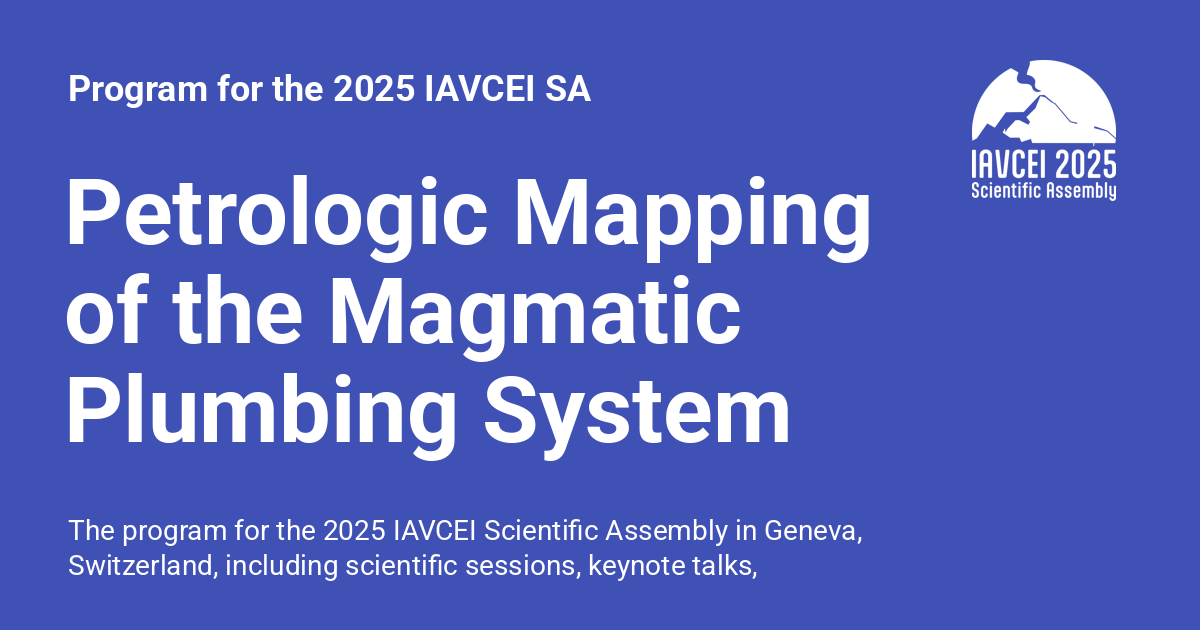 Program for the 2025 IAVCEI SA
IAVCEI 2025
Scientific Assembly
Petrologic Mapping
of the Magmatic
Plumbing System
The program for the 2025 IAVCEI Scientific Assembly in Geneva,
Switzerland, including scientific sessions, keynote talks,